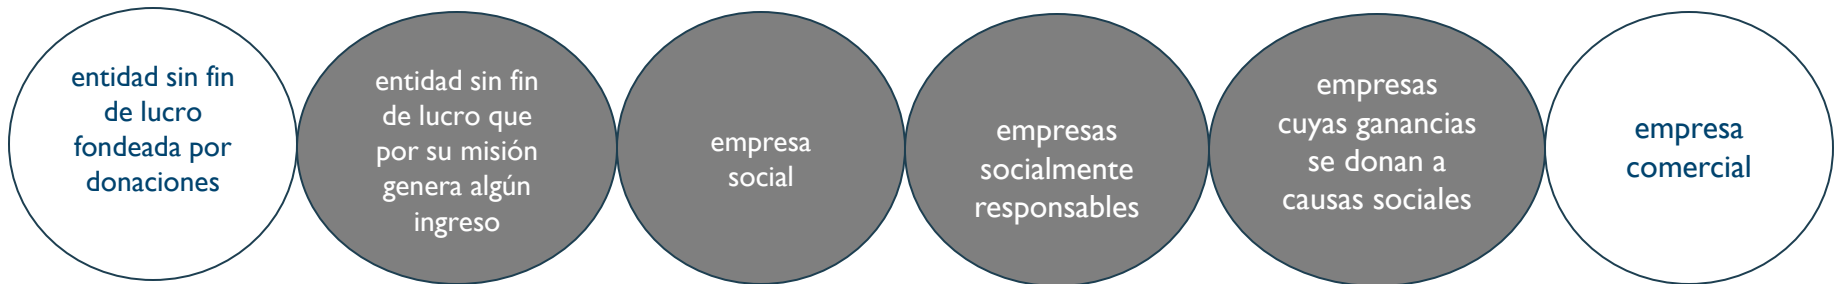 entidad sin fin
de lucro
fondeada por
donaciones
entidad sin fin
de lucro que
por su misión
genera algún
ingreso
empresa
social
empresas
socialmente
responsables
empresas
cuyas ganancias
se donan a
causas sociales
empresa
comercial